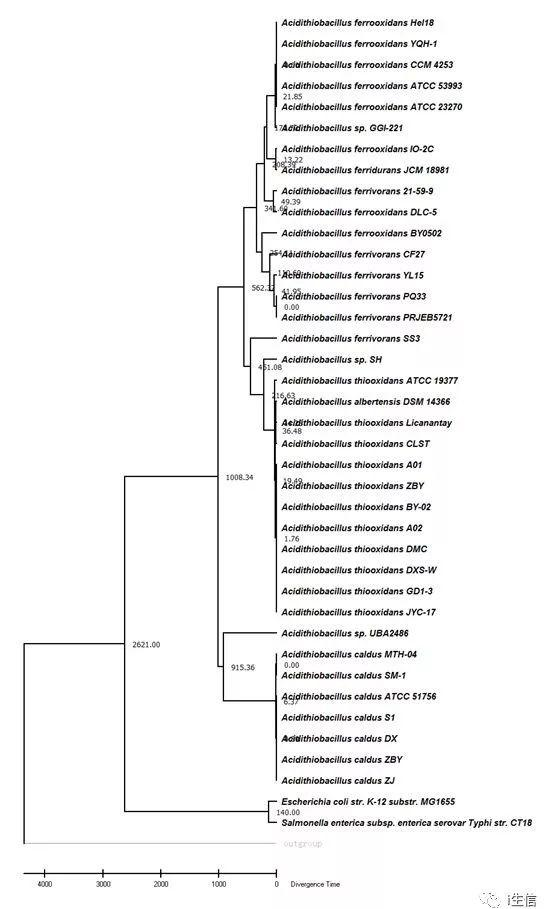 Acidithiobacillus ferrooxidans Hel18
Acidithiobacillus ferrooxidans YQH-1
Acidithiobacillus ferrooxidans CCM 4253
Acidithiobacillus ferrooxidans ATCC 53993
21.85
Acidithiobacillus ferrooxidans ATCC 23270
Acidithiobacillus sp. GGI-221
Acidithiobacillus ferrooxidans IO-2C
13.22
208.39
Acidithiobacillus ferridurans JCM 18981
Acidithiobacillus ferrivorans 21-59-9
49.39
Acidithiobacillus ferrooxidans DLC-5
Acidithiobacillus ferrooxidans BY0502
Acidithiobacillus ferrivorans CF27
Acidithiobacillus ferrivorans YL15
562.37
41.95
Acidithiobacillus ferrivorans PQ33
0.00
Acidithiobacillus ferrivorans PRJEB5721
Acidithiobacillus ferrivorans SS3
Acidithiobacillus sp. SH
451.08
Acidithiobacillus thiooxidans ATCC 19377
216.63
Acidithiobacillus albertensis DSM 14366
Acidithiobacillus thiooxidans Licanantay
36.48
Acidithiobacillus thiooxidans CLST
Acidithiobacillus thiooxidans A01
1008.34
19.49
Acidithiobacillus thiooxidans ZBY
Acidithiobacillus thiooxidans BY-02
Acidithiobacillus thiooxidans A02
1.76
Acidithiobacillus thiooxidans DMC
Acidithiobacillus thiooxidans DXS-W
Acidithiobacillus thiooxidans GD1-3
Acidithiobacillus thiooxidans JYC-17
Acidithiobacillus sp. UBA2486
2621.00
Acidithiobacillus caldus MTH-04
0.00
915.36
Acidithiobacillus caldus SM-1
Acidithiobacillus caldus ATCC 51756
6.37
Acidithiobacillus caldus S1
Acidithiobacillus caldus DX
Acidithiobacillus caldus ZBY
Acidithiobacillus caldus ZJ
Escherichia coli str. K-12 substr. MG1655
140.00
Salmonella enterica subsp. enterica serovar Typhi str. CT18
outgroup
4000 3000 2000 1000 0 Divergence Time
i生信